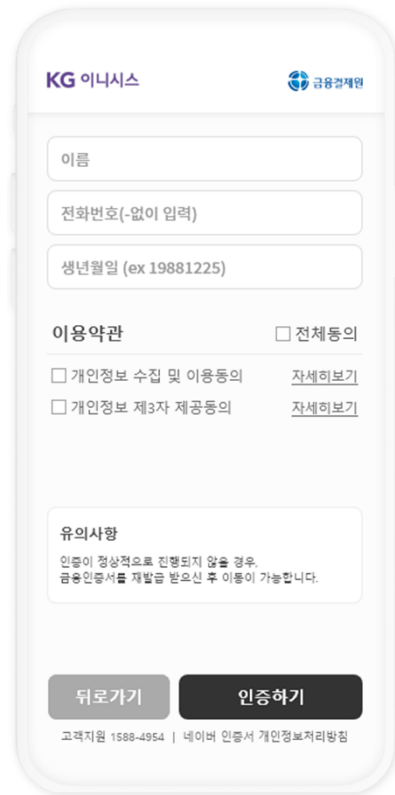 KG 이니시스
금융결제원
이름
전화번호(-없이 입력)
생년월일 (ex 19881225)
이용약관
전체동의
개인정보 수집 및 이용동의
자세히보기
개인정보 제3자 제공동의
자세히보기
유의사항
인증이 정상적으로 진행되지 않을 경우.
금융인증서를 재발급 받으신 후 이동이 가능합니다.
뒤로가기
인증하기
고객지원 1588-4954 | 네이버 인증서 개인정보처리방침